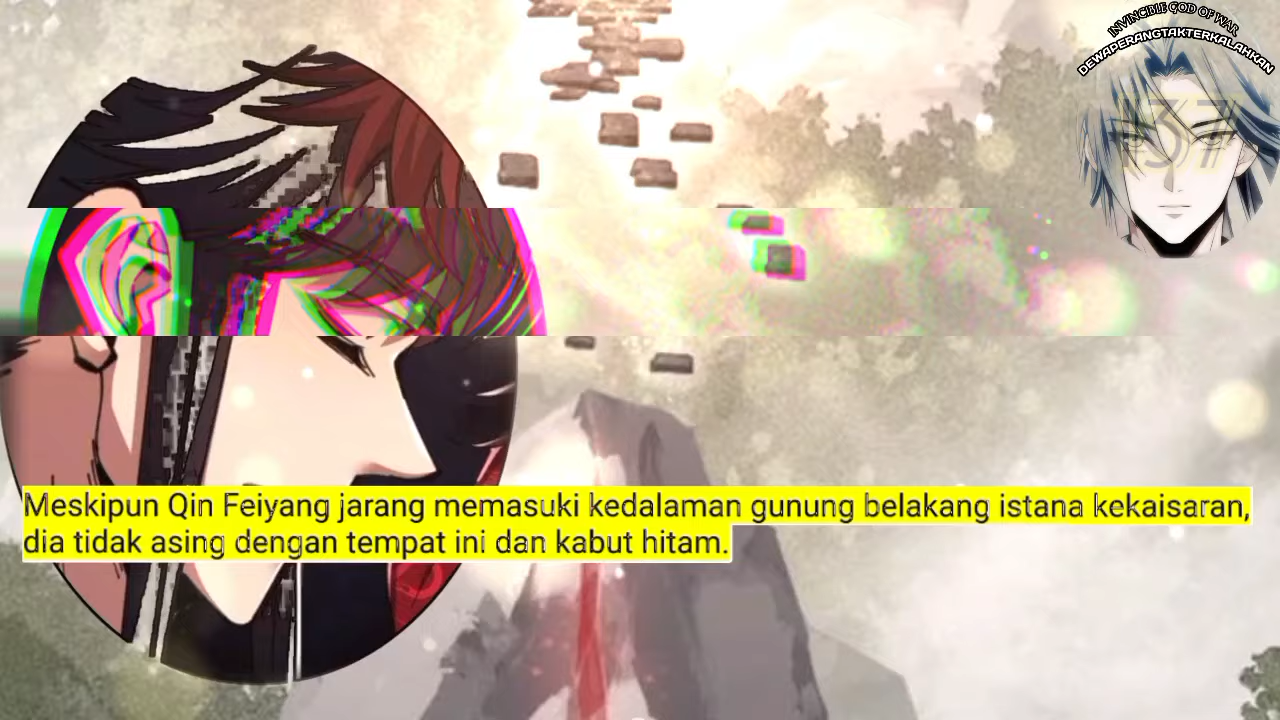 INVINCIBLE GOD OF WAR
DEWAPERANGTAKTERKALAHKAN
137
Meskipun Qin Feiyang jarang memasuki kedalaman gunung belakang istana kekaisaran,
dia tidak asing dengan tempat ini dan kabut hitam.